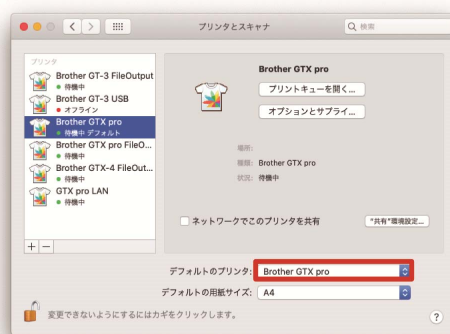 プリンタとスキャナ
検索
プリンタ
Brother GT-3 FileOutput
待機中
Brother GT-3 USB
オフライン
Brother GTX pro
待機中 デフォルト
Brother GTX pro FileO...
待機中
Brother GTX-4 FileOut...
待機中
GTX pro LAN
待機中
+ −
Brother GTX pro
プリントキューを開く...
オプションとサプライ...
場所:
種類: Brother GTX pro
状況: 待機中
ネットワークでこのプリンタを共有
"共有"環境設定...
デフォルトのプリンタ: Brother GTX pro
デフォルトの用紙サイズ: A4
変更できないようにするにはカギをクリックします。
?